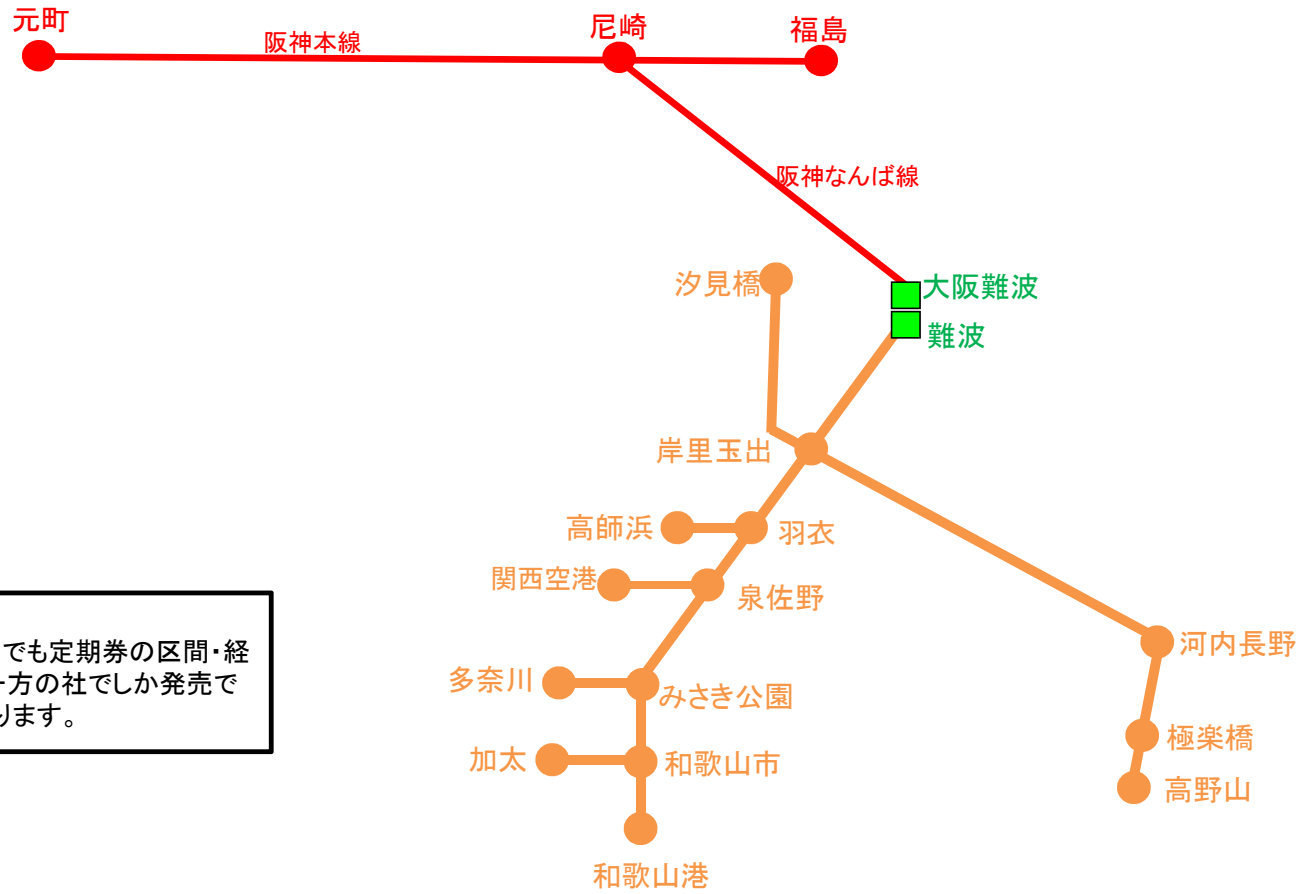 元町
阪神本線
尼崎
福島
阪神なんば線
汐見橋
大阪難波
難波
岸里玉出
高師浜
羽衣
関西空港
泉佐野
でも定期券の区間・経
方の社でしか発売で
ります。
河内長野
多奈川
みさき公園
極楽橋
加太
和歌山市
高野山
和歌山港